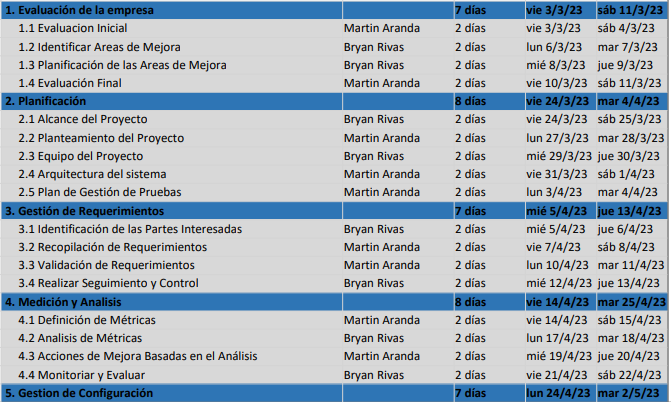 1. Evaluación de la empresa 7 días vie 3/3/23 sáb 11/3/23
1.1 Evaluacion Inicial Martin Aranda 2 días vie 3/3/23 sáb 4/3/23
1.2 Identificar Areas de Mejora Bryan Rivas 2 días lun 6/3/23 mar 7/3/23
1.3 Planificación de las Areas de Mejora Bryan Rivas 2 días mié 8/3/23 jue 9/3/23
1.4 Evaluación Final Martin Aranda 2 días vie 10/3/23 sáb 11/3/23
2. Planificación 8 días vie 24/3/23 mar 4/4/23
2.1 Alcance del Proyecto Bryan Rivas 2 días vie 24/3/23 sáb 25/3/23
2.2 Planteamiento del Proyecto Martin Aranda 2 días lun 27/3/23 mar 28/3/23
2.3 Equipo del Proyecto Bryan Rivas 2 días mié 29/3/23 jue 30/3/23
2.4 Arquitectura del sistema Martin Aranda 2 días vie 31/3/23 sáb 1/4/23
2.5 Plan de Gestión de Pruebas Martin Aranda 2 días lun 3/4/23 mar 4/4/23
3. Gestión de Requerimientos 7 días mié 5/4/23 jue 13/4/23
3.1 Identificación de las Partes Interesadas Bryan Rivas 2 días mié 5/4/23 jue 6/4/23
3.2 Recopilación de Requerimientos Martin Aranda 2 días vie 7/4/23 sáb 8/4/23
3.3 Validación de Requerimientos Martin Aranda 2 días lun 10/4/23 mar 11/4/23
3.4 Realizar Seguimiento y Control Bryan Rivas 2 días mié 12/4/23 jue 13/4/23
4. Medición y Analisis 8 días vie 14/4/23 mar 25/4/23
4.1 Definición de Métricas Martin Aranda 2 días vie 14/4/23 sáb 15/4/23
4.2 Analisis de Métricas Bryan Rivas 2 días lun 17/4/23 mar 18/4/23
4.3 Acciones de Mejora Basadas en el Análisis Martin Aranda 2 días mié 19/4/23 jue 20/4/23
4.4 Monitoriar y Evaluar Bryan Rivas 2 días vie 21/4/23 sáb 22/4/23
5. Gestion de Configuración 7 días lun 24/4/23 mar 2/5/23